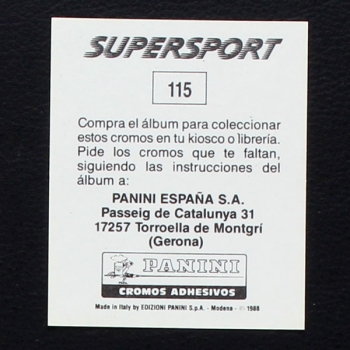 SUPERSPORT
115
Compra el álbum para coleccionar
estos cromos en tu kiosco o librería.
Pide los cromos que te faltan,
siguiendo las instrucciones del
álbum a:
PANINI ESPAÑA S.A.
Passeig de Catalunya 31
17257 Torroella de Montgrí
(Gerona)
PANINI
CROMOS ADHESIVOS
Made in Italy by EDIZIONI PANINI S.p.A. - Modena - © 1988